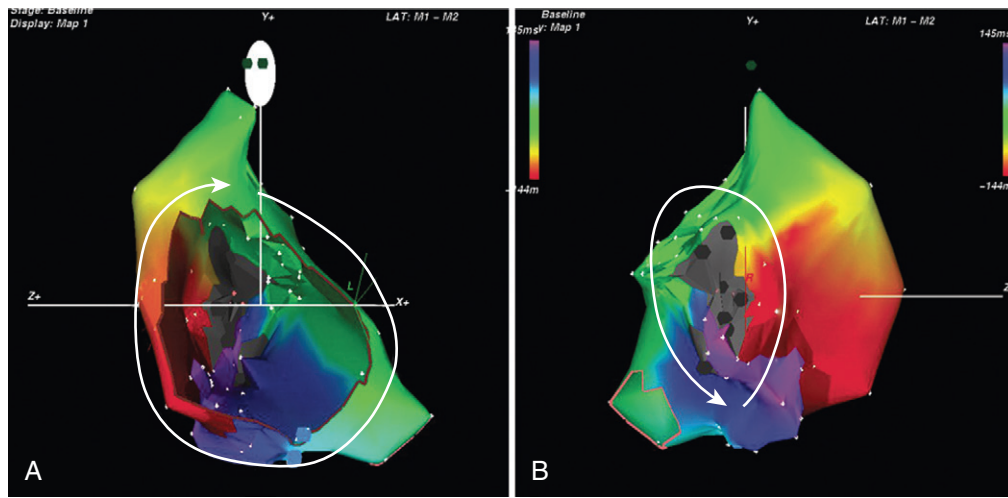 Stage: Baseline
Display: Map 1
Y+
LAT: M1 – M2
Z+
X+
L
A
Baseline
y: Map 1
Y+
LAT: M1 – M2
145ms
-144m
145ms
-144m
R
B